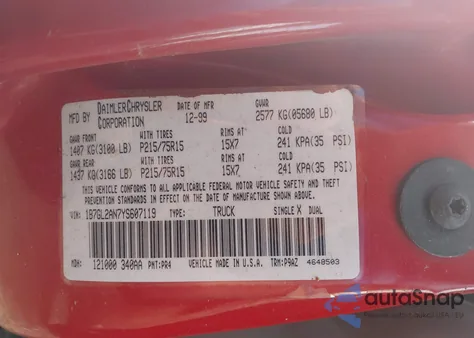 DAIMLERCHRYSLER DATE OF MFR GVWR
MFD BY CORPORATION 12-99 2577 KG(05680 LB)
GAWR FRONT WITH TIRES RIMS AT COLD
1407 KG(3100 LB) P215/75R15 15X7 241 KPA(35 PSI)
GAWR REAR WITH TIRES RIMS AT COLD
1437 KG(3166 LB) P215/75R15 15X7 241 KPA(35 PSI)
THIS VEHICLE CONFORMS TO ALL APPLICABLE FEDERAL MOTOR VEHICLE SAFETY AND THEFT
PREVENTION STANDARDS IN EFFECT ON THE DATE OF MANUFACTURE SHOWN ABOVE.
VIN: 1B7GL2AN7YS607119 TYPE: TRUCK SINGLE X DUAL
MDH: 121000 340AA PNT:PR4 VEHICLE MADE IN U.S.A. TRM:P9AZ 4648503
autoSnap